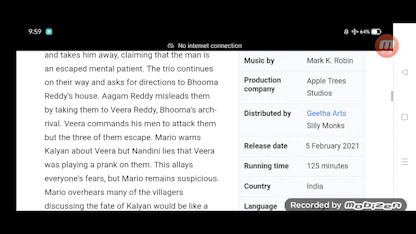 9:59
64%
No internet connection
and takes him away, claiming that the man is
an escaped mental patient. The trio continues
on their way and asks for directions to Bhooma
Reddy's house. Aagam Reddy misleads them
by taking them to Veera Reddy, Bhooma's arch-
rival. Veera commands his men to attack them
but the three of them escape. Mario warns
Kalyan about Veera but Nandini lies that Veera
was playing a prank on them. This allays
everyone's fears, but Mario remains suspicious.
Mario overhears many of the villagers
discussing the fate of Kalyan would be like a
Music by Mark K. Robin
Production Apple Trees
company Studios
Distributed by Geetha Arts
Silly Monks
Release date 5 February 2021
Running time 125 minutes
Country India
Language
Recorded by
MOBIZEN